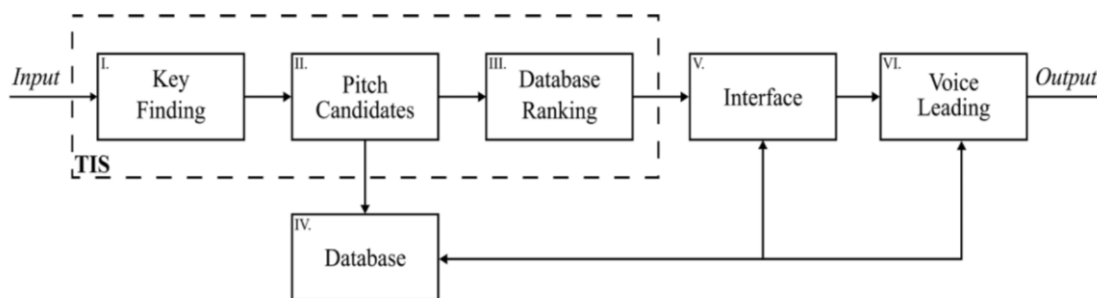 Input
I.
Key
Finding
II.
Pitch
Candidates
III.
Database
Ranking
V.
Interface
VI.
Voice
Leading
Output
TIS
IV.
Database